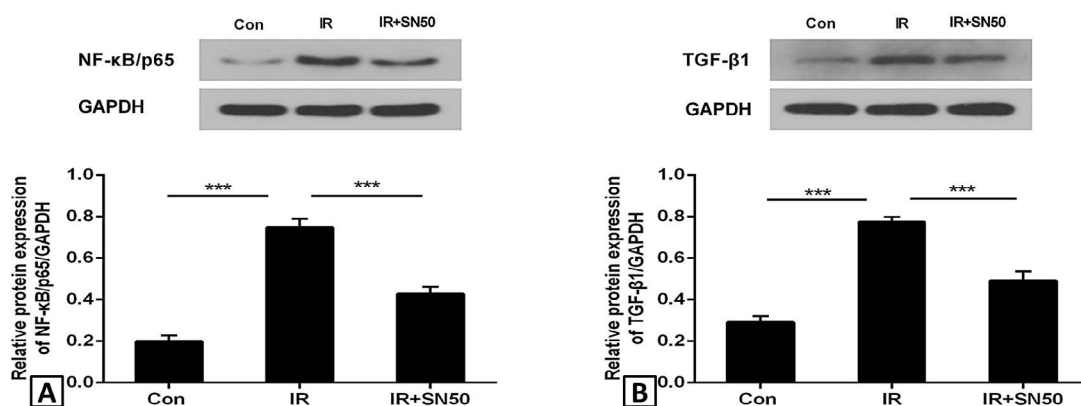 Con IR IR+SN50
NF-κB/p65
GAPDH
***
***
1.0
0.8
0.6
0.4
0.2
0.0
Relative protein expression
of NF-κB/p65/GAPDH
Con IR IR+SN50
A
Con IR IR+SN50
TGF-β1
GAPDH
***
***
1.0
0.8
0.6
0.4
0.2
0.0
Relative protein expression
of TGF-β1/GAPDH
Con IR IR+SN50
B